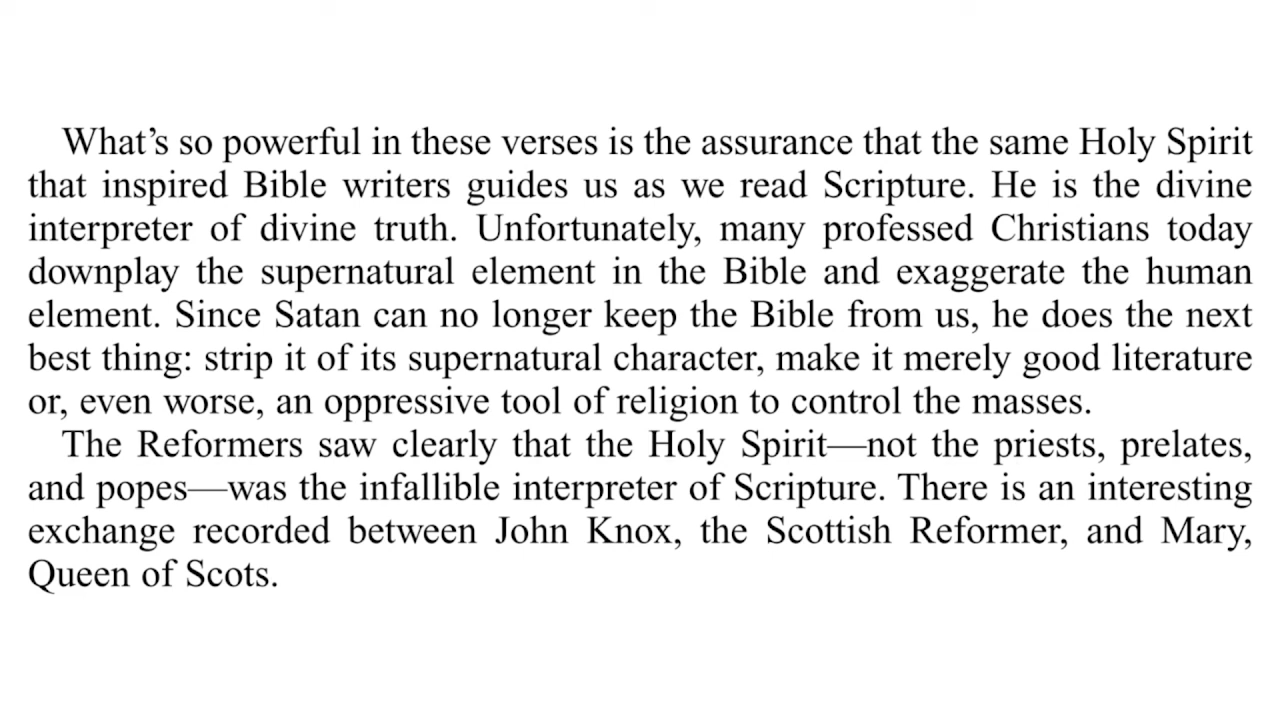 What’s so powerful in these verses is the assurance that the same Holy Spirit
that inspired Bible writers guides us as we read Scripture. He is the divine
interpreter of divine truth. Unfortunately, many professed Christians today
downplay the supernatural element in the Bible and exaggerate the human
element. Since Satan can no longer keep the Bible from us, he does the next
best thing: strip it of its supernatural character, make it merely good literature
or, even worse, an oppressive tool of religion to control the masses.
The Reformers saw clearly that the Holy Spirit—not the priests, prelates,
and popes—was the infallible interpreter of Scripture. There is an interesting
exchange recorded between John Knox, the Scottish Reformer, and Mary,
Queen of Scots.